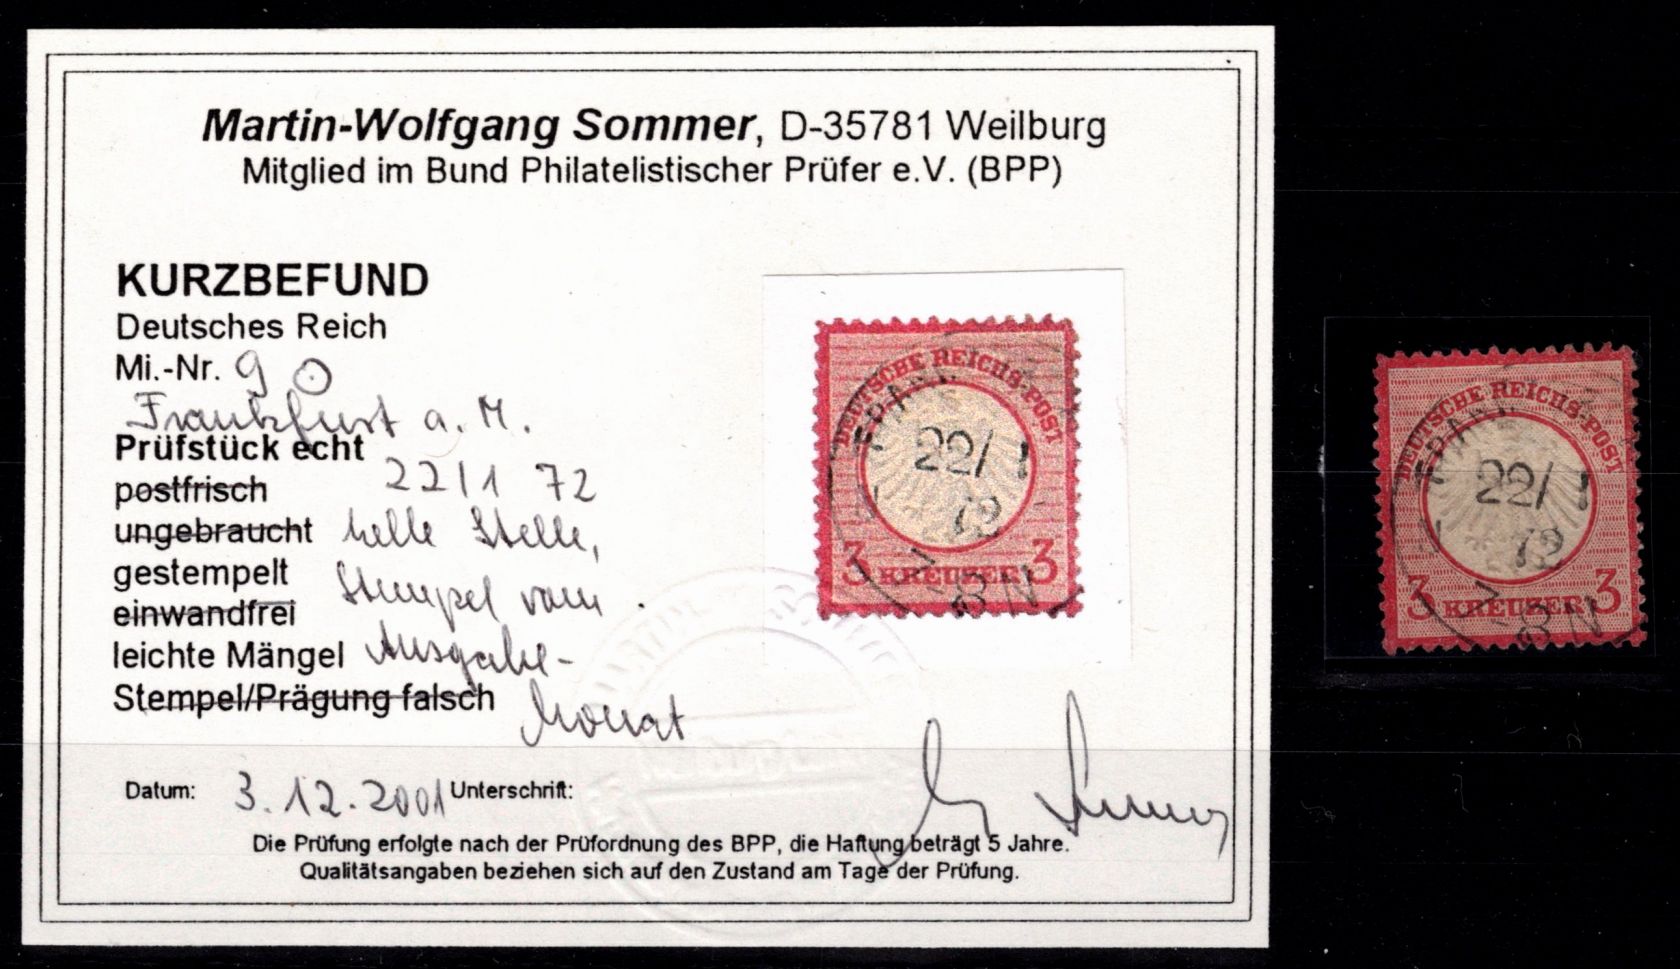 Martin-Wolfgang Sommer, D-35781 Weilburg
Mitglied im Bund Philatelistischer Prüfer e.V. (BPP)
KURZBEFUND
Deutsches Reich
Mi.-Nr. 9
Frankfurt a. M.
Prüfstück echt
22/1 72
postfrisch
ungebraucht helle Stelle,
gestempelt Stempel vom
einwandfrei
leichte Mängel Ausgabe-
Stempel/Prägung falsch Monat
Datum: 3.12.2001 Unterschrift:
Die Prüfung erfolgte nach der Prüfordnung des BPP, die Haftung beträgt 5 Jahre.
Qualitätsangaben beziehen sich auf den Zustand am Tage der Prüfung.
DEUTSCHE REICHS-POST
FRANK
22/ 1
72
3 KREUZER 3
DEUTSCHE REICHS-POST
FRANK
22/ 1
72
3 KREUZER 3